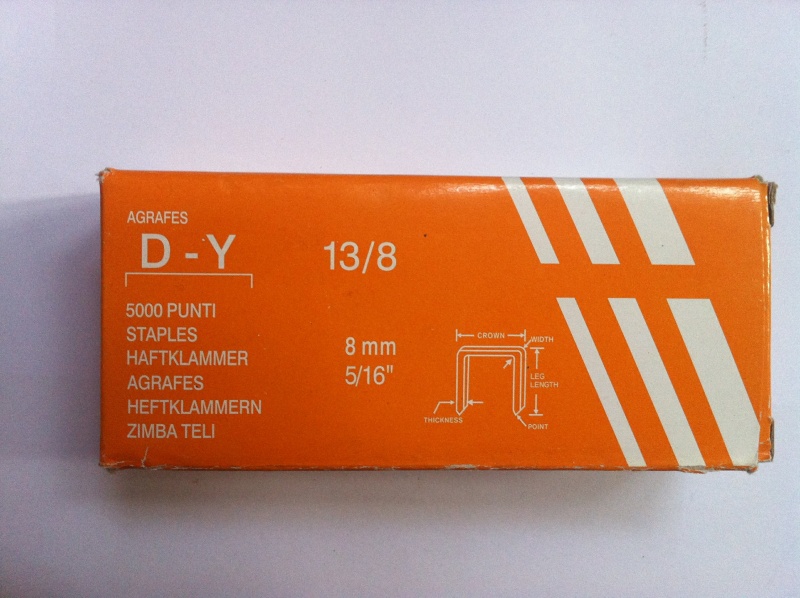 AGRAFES
D-Y
13/8
5000 PUNTI
STAPLES
HAFTKLAMMER
AGRAFES
HEFTKLAMMERN
ZIMBA TELI
8 mm
5/16"
CROWN
WIDTH
LEG
LENGTH
THICKNESS
POINT